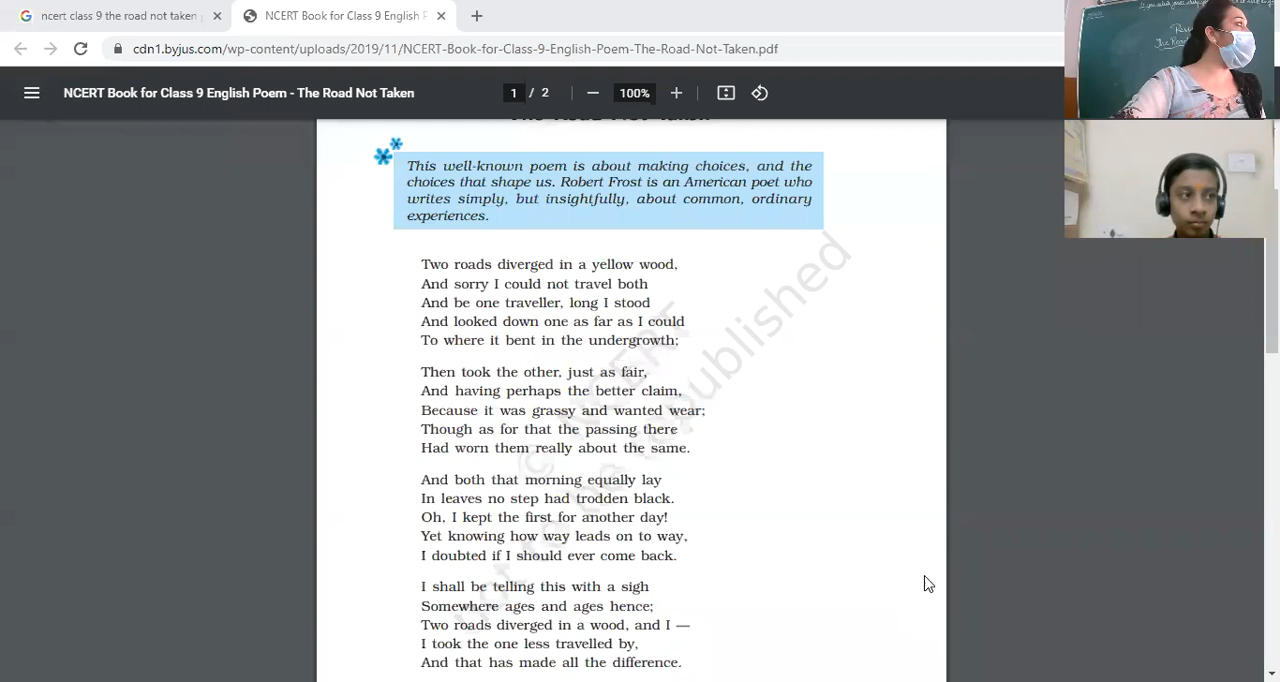 ncert class 9 the road not taken
NCERT Book for Class 9 English P
cdn1.byjus.com/wp-content/uploads/2019/11/NCERT-Book-for-Class-9-English-Poem-The-Road-Not-Taken.pdf
NCERT Book for Class 9 English Poem - The Road Not Taken
1 / 2
100%
The Road Not Taken
This well-known poem is about making choices, and the
choices that shape us. Robert Frost is an American poet who
writes simply, but insightfully, about common, ordinary
experiences.
Two roads diverged in a yellow wood,
And sorry I could not travel both
And be one traveller, long I stood
And looked down one as far as I could
To where it bent in the undergrowth;
Then took the other, just as fair,
And having perhaps the better claim,
Because it was grassy and wanted wear;
Though as for that the passing there
Had worn them really about the same.
And both that morning equally lay
In leaves no step had trodden black.
Oh, I kept the first for another day!
Yet knowing how way leads on to way,
I doubted if I should ever come back.
I shall be telling this with a sigh
Somewhere ages and ages hence;
Two roads diverged in a wood, and I —
I took the one less travelled by,
And that has made all the difference.
© NCERT
not to be republished